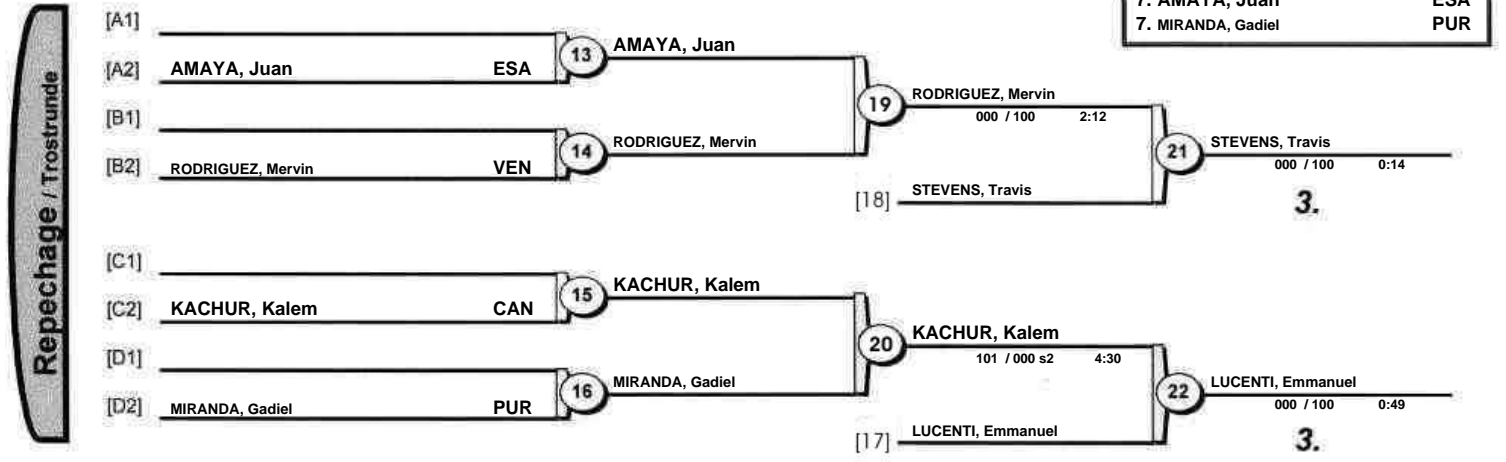 7. AMAYA, Juan ESA
7. MIRANDA, Gadiel PUR
Repechage / Trostrunde
[A1]
13 AMAYA, Juan
[A2] AMAYA, Juan ESA
19 RODRIGUEZ, Mervin
000 / 100 2:12
[B1]
14 RODRIGUEZ, Mervin
[B2] RODRIGUEZ, Mervin VEN
21 STEVENS, Travis
000 / 100 0:14
[18] STEVENS, Travis
3.
[C1]
15 KACHUR, Kalem
[C2] KACHUR, Kalem CAN
20 KACHUR, Kalem
101 / 000 s2 4:30
[D1]
16 MIRANDA, Gadiel
[D2] MIRANDA, Gadiel PUR
22 LUCENTI, Emmanuel
000 / 100 0:49
[17] LUCENTI, Emmanuel
3.